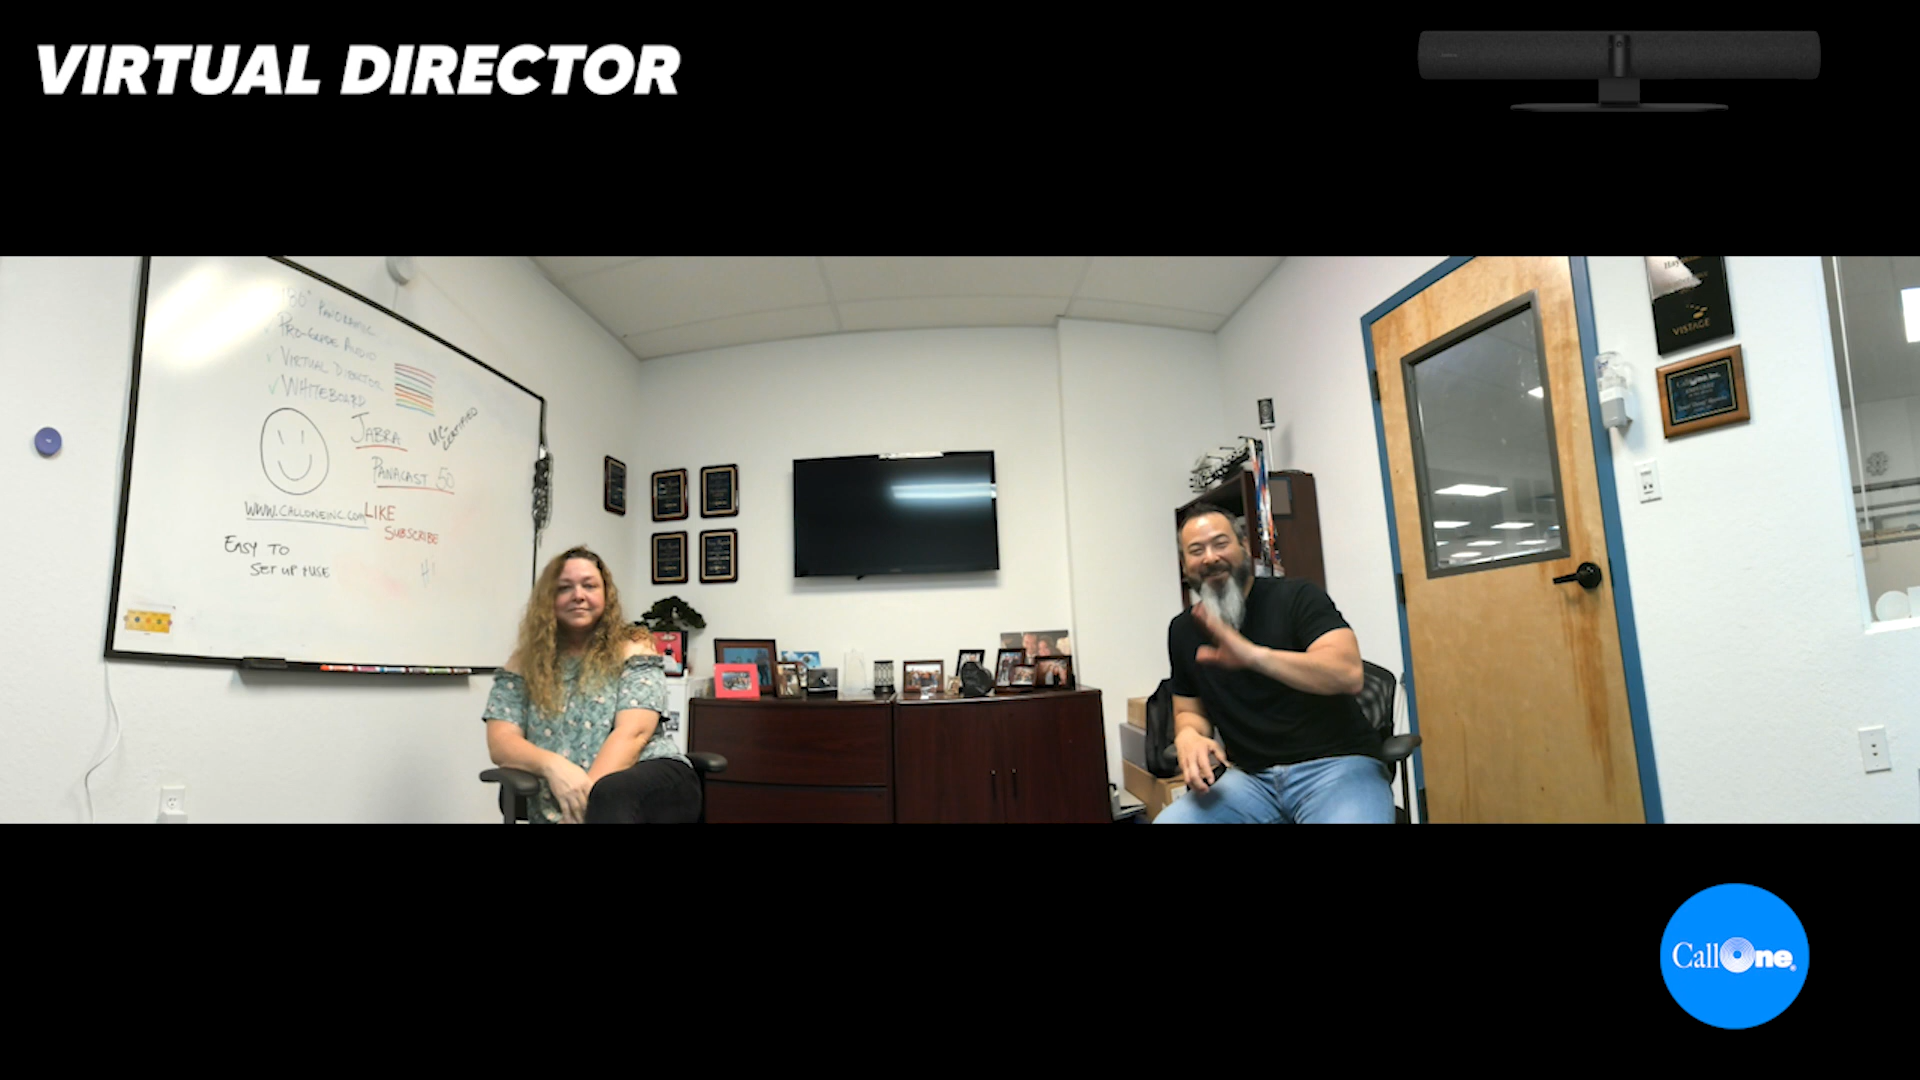 VIRTUAL DIRECTOR
180° PANORAMIC
PRO-GRADE AUDIO
✓ VIRTUAL DIRECTOR
✓ WHITEBOARD
JABRA
UC-CERTIFIED
PANACAST 50
WWW.CALLONEINC.COM
LIKE
SUBSCRIBE
EASY TO
SET UP + USE
HI
VISTAGE
CallOne